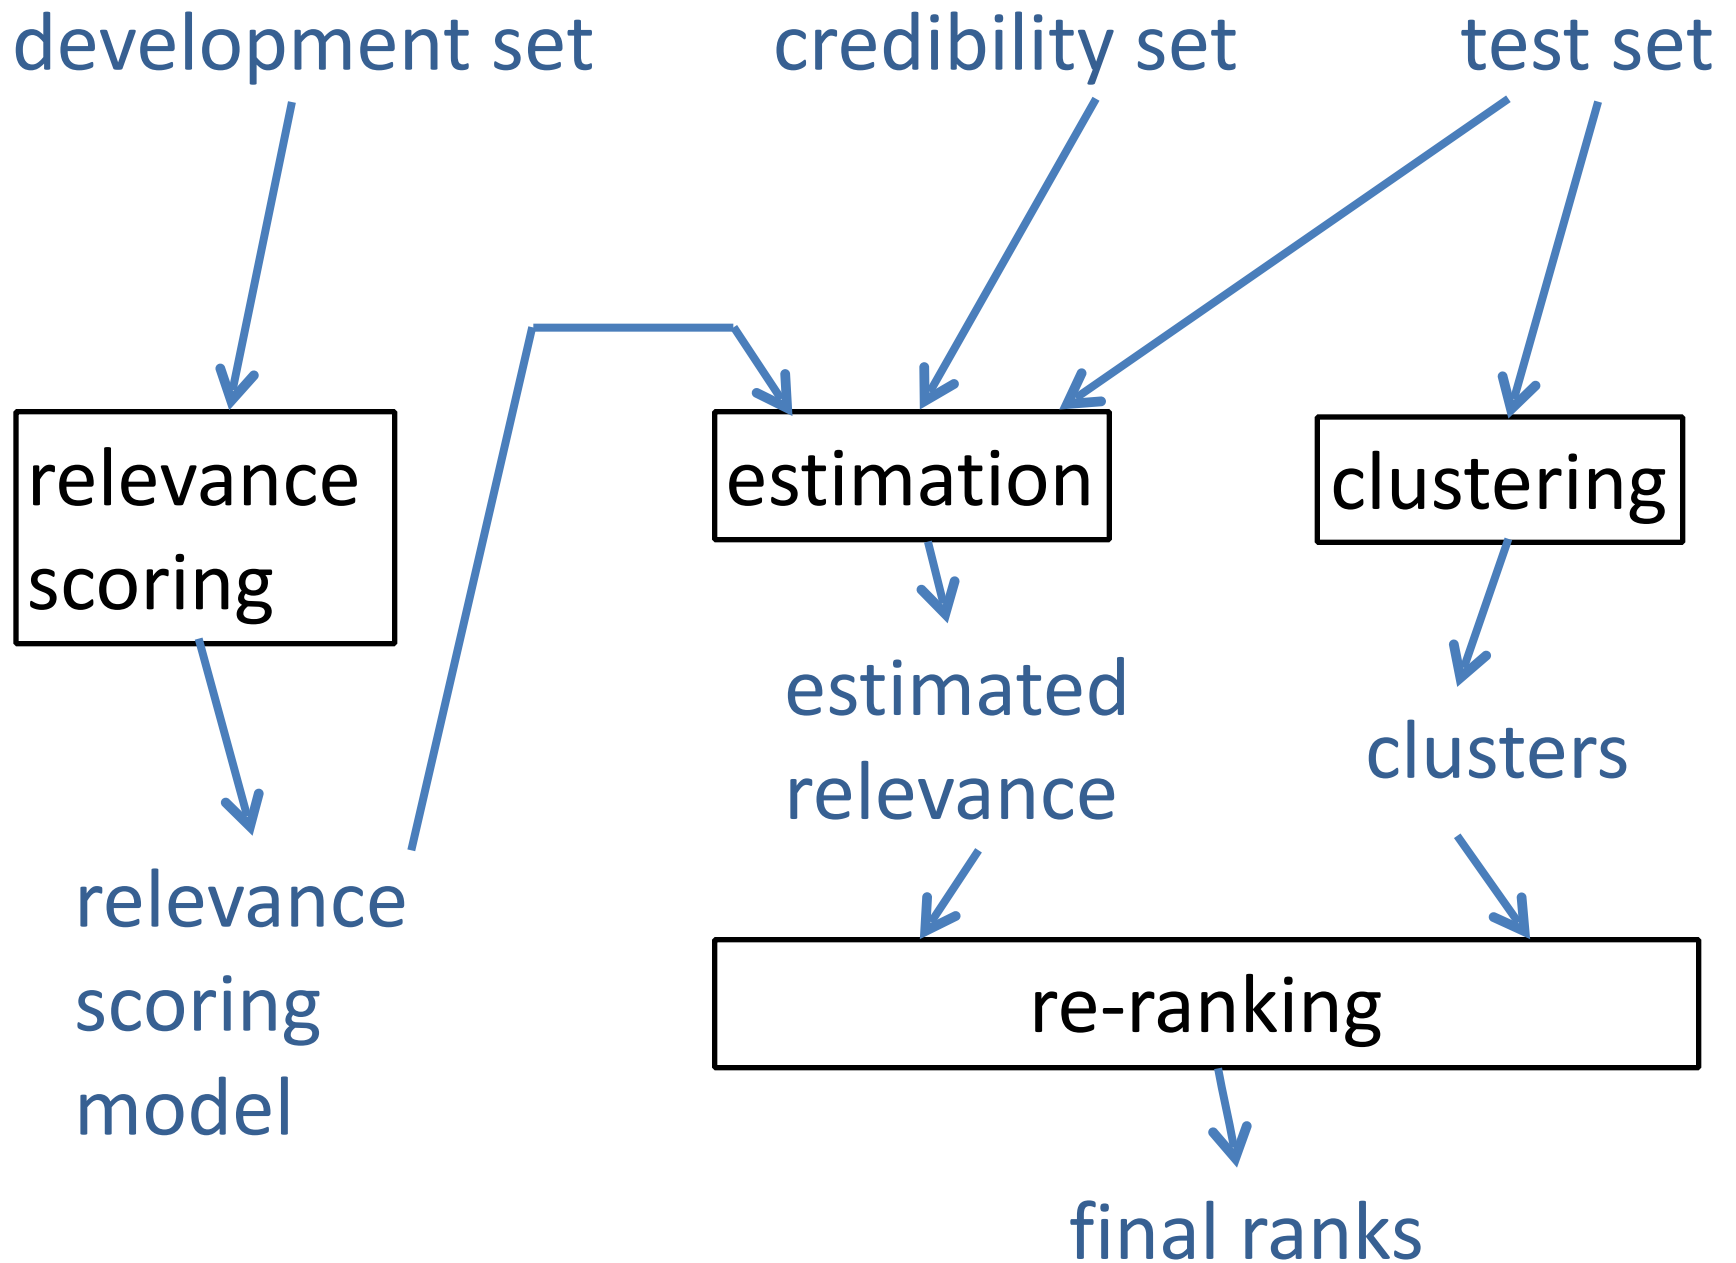 development set
credibility set
test set
relevance
scoring
estimation
clustering
estimated
relevance
clusters
relevance
scoring
model
re-ranking
final ranks